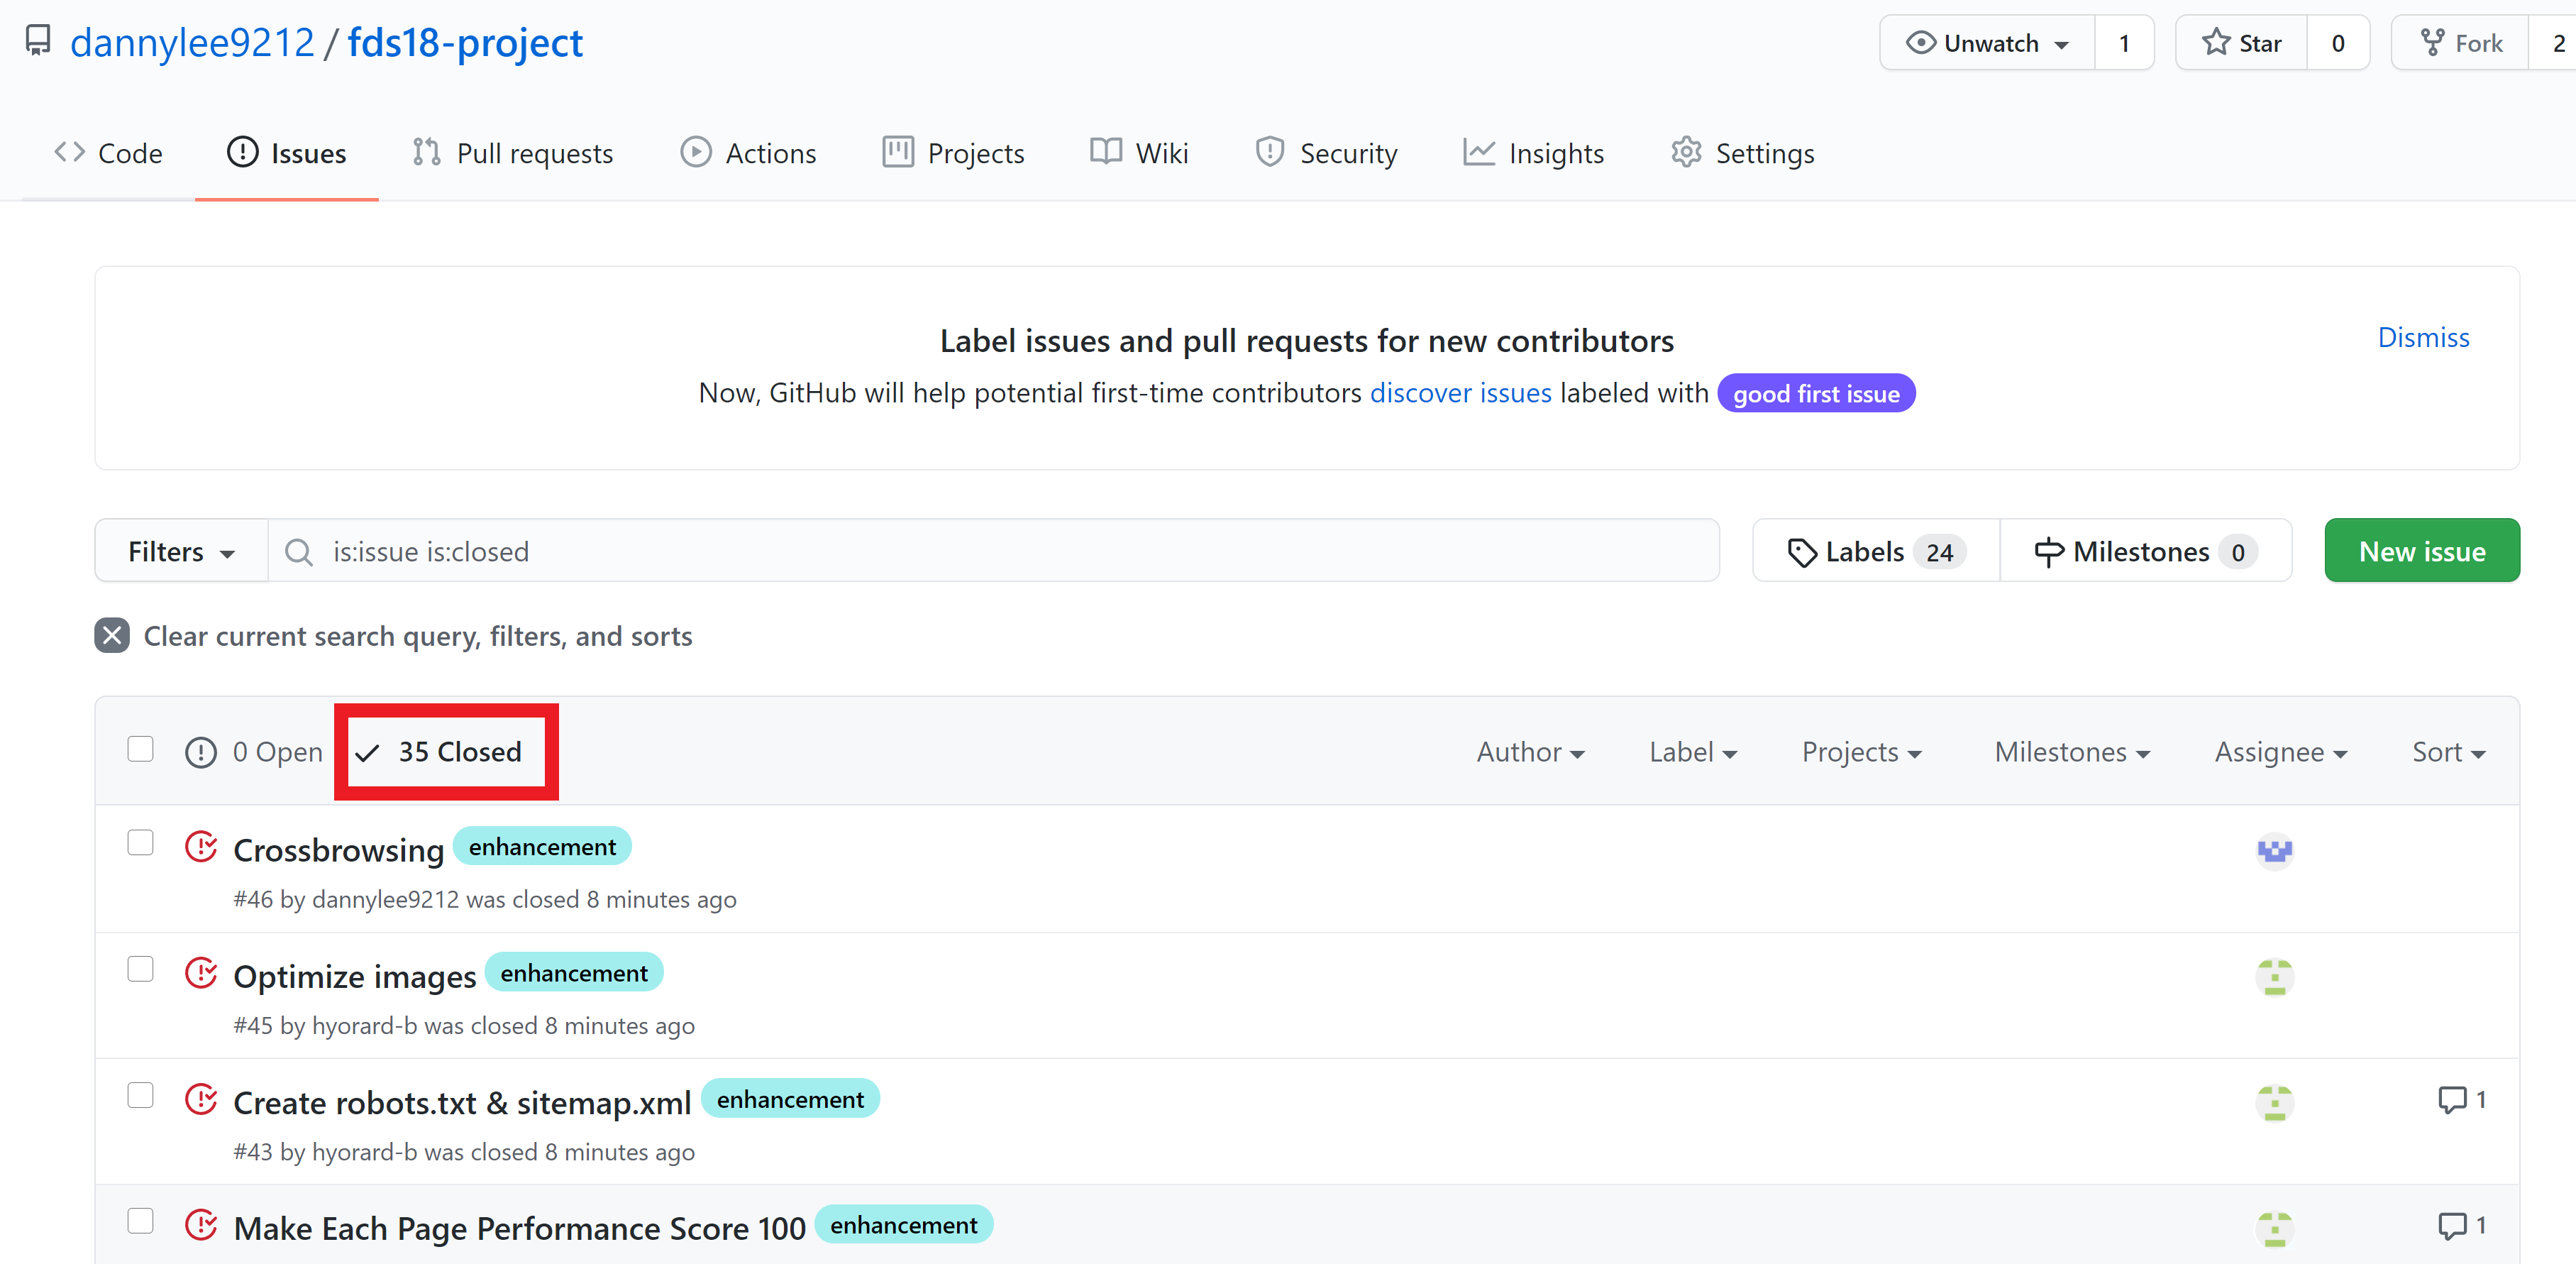 dannylee9212 / fds18-project
Unwatch 1 Star 0 Fork 2
Code Issues Pull requests Actions Projects Wiki Security Insights Settings
Label issues and pull requests for new contributors
Dismiss
Now, GitHub will help potential first-time contributors discover issues labeled with good first issue
Filters is:issue is:closed Labels 24 Milestones 0 New issue
Clear current search query, filters, and sorts
0 Open 35 Closed Author Label Projects Milestones Assignee Sort
Crossbrowsing enhancement
#46 by dannylee9212 was closed 8 minutes ago
Optimize images enhancement
#45 by hyorard-b was closed 8 minutes ago
Create robots.txt & sitemap.xml enhancement 1
#43 by hyorard-b was closed 8 minutes ago
Make Each Page Performance Score 100 enhancement 1